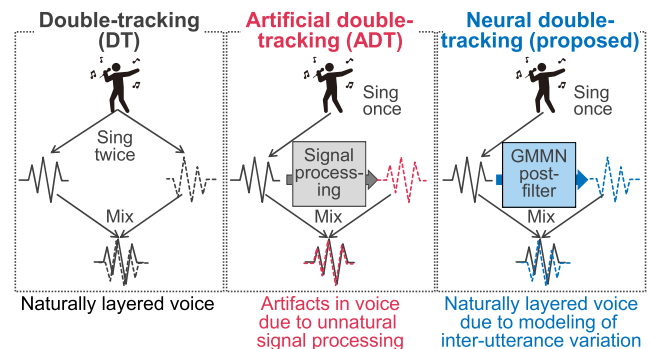 Double-tracking
(DT)
Sing
twice
Mix
Naturally layered voice
Artificial double-
tracking (ADT)
Sing
once
Signal
process-
ing
Mix
Artifacts in voice
due to unnatural
signal processing
Neural double-
tracking (proposed)
Sing
once
GMMN
post-
filter
Mix
Naturally layered voice
due to modeling of
inter-utterance variation